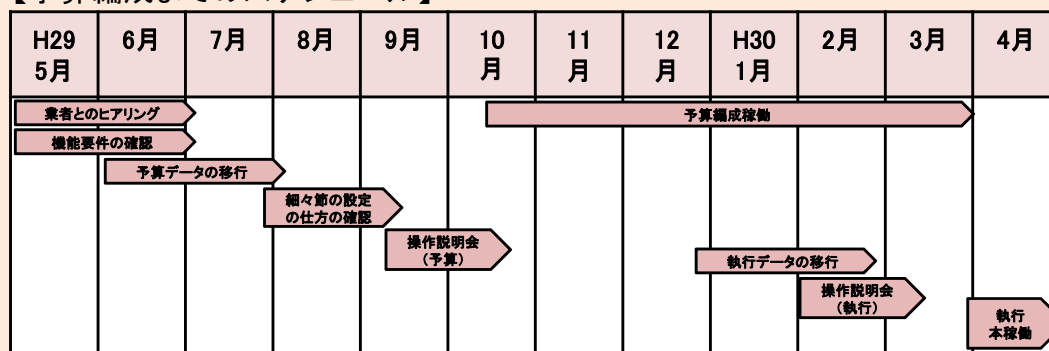 H29
5月
6月
7月
8月
9月
10
月
11
月
12
月
H30
1月
2月
3月
4月
業者とのヒアリング
予算編成稼働
機能要件の確認
予算データの移行
細々節の設定
の仕方の確認
操作説明会
（予算）
執行データの移行
操作説明会
（執行）
執行
本稼働